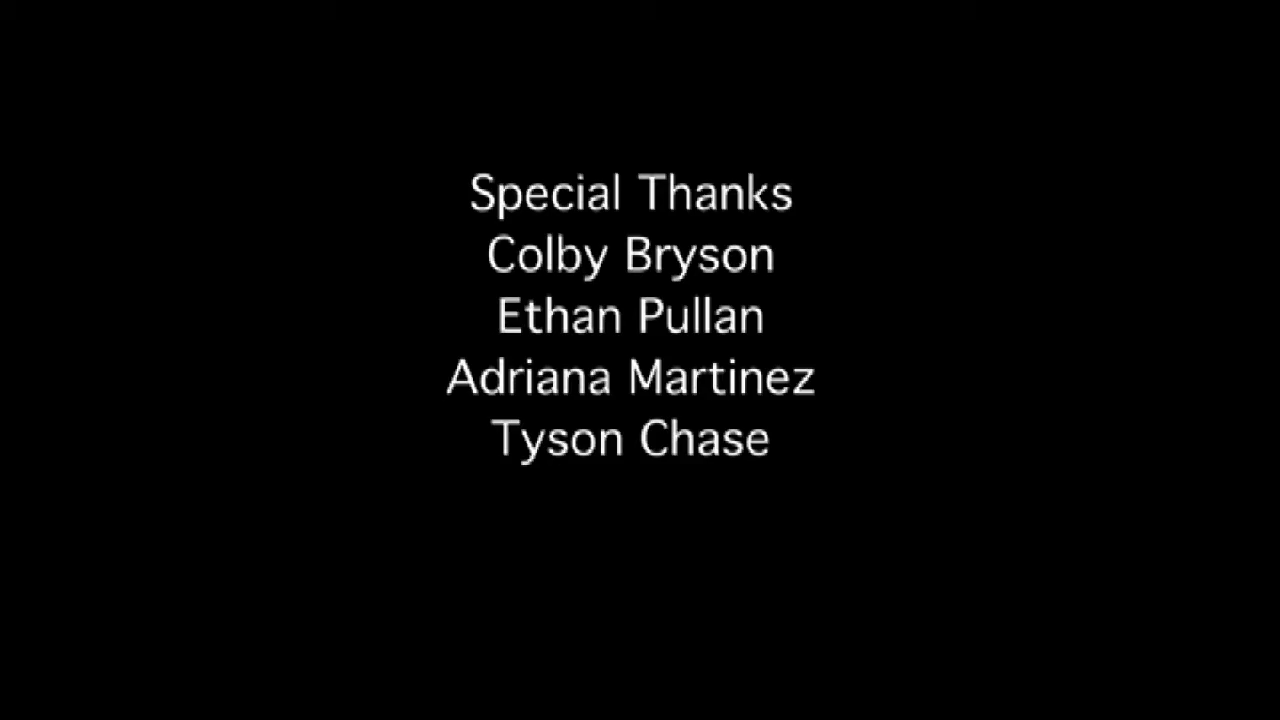 Special Thanks
Colby Bryson
Ethan Pullan
Adriana Martinez
Tyson Chase